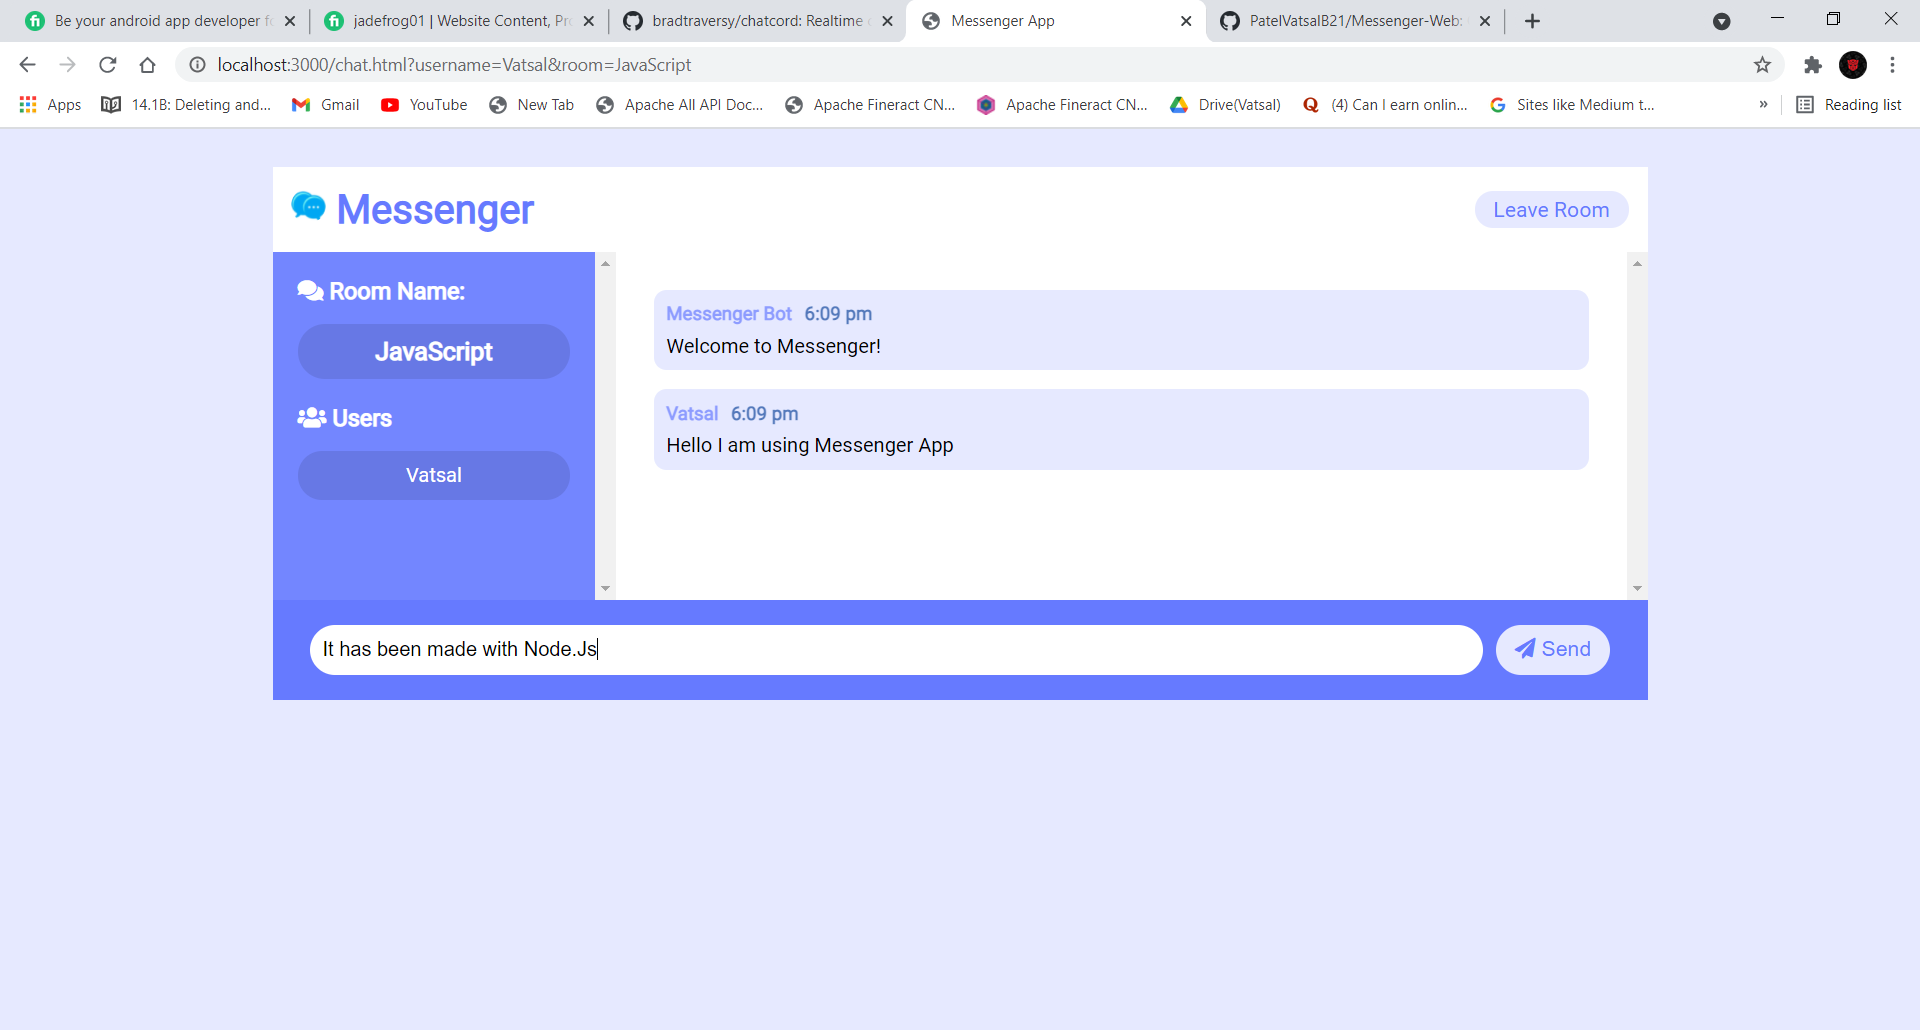 Be your android app developer fo
jadefrog01 | Website Content, Pro
bradtraversy/chatcord: Realtime c
Messenger App
PatelVatsalB21/Messenger-Web:
localhost:3000/chat.html?username=Vatsal&room=JavaScript
Apps
14.1B: Deleting and...
Gmail
YouTube
New Tab
Apache All API Doc...
Apache Fineract CN...
Apache Fineract CN...
Drive(Vatsal)
(4) Can I earn onlin...
Sites like Medium t...
»
Reading list
Messenger
Leave Room
Room Name:
JavaScript
Users
Vatsal
Messenger Bot 6:09 pm
Welcome to Messenger!
Vatsal 6:09 pm
Hello I am using Messenger App
It has been made with Node.Js
Send